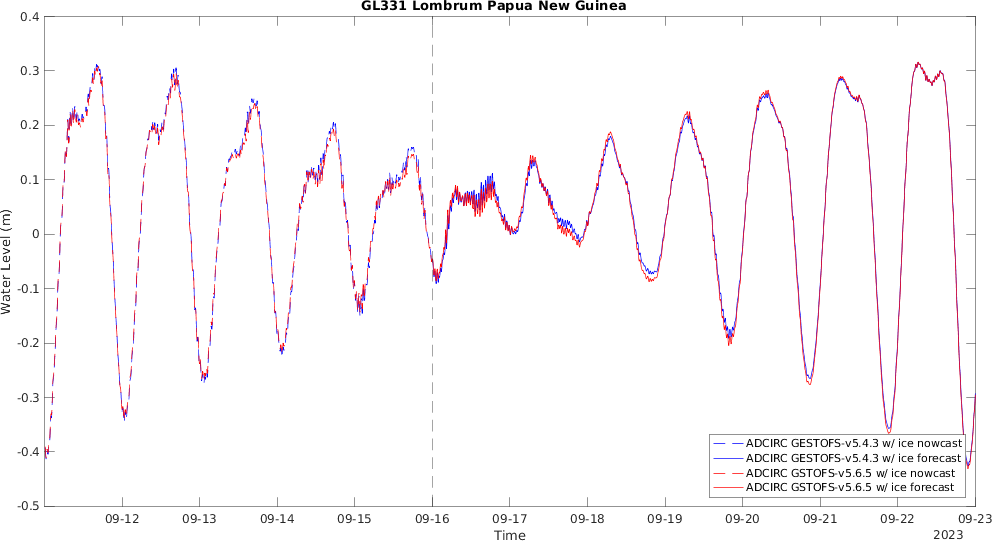 GL331 Lombrum Papua New Guinea
0.4
0.3
0.2
0.1
0
-0.1
-0.2
-0.3
-0.4
-0.5
Water Level (m)
ADCIRC GESTOFS-v5.4.3 w/ ice nowcast
ADCIRC GESTOFS-v5.4.3 w/ ice forecast
ADCIRC GSTOFS-v5.6.5 w/ ice nowcast
ADCIRC GSTOFS-v5.6.5 w/ ice forecast
09-12 09-13 09-14 09-15 09-16 09-17 09-18 09-19 09-20 09-21 09-22 09-23
Time
2023